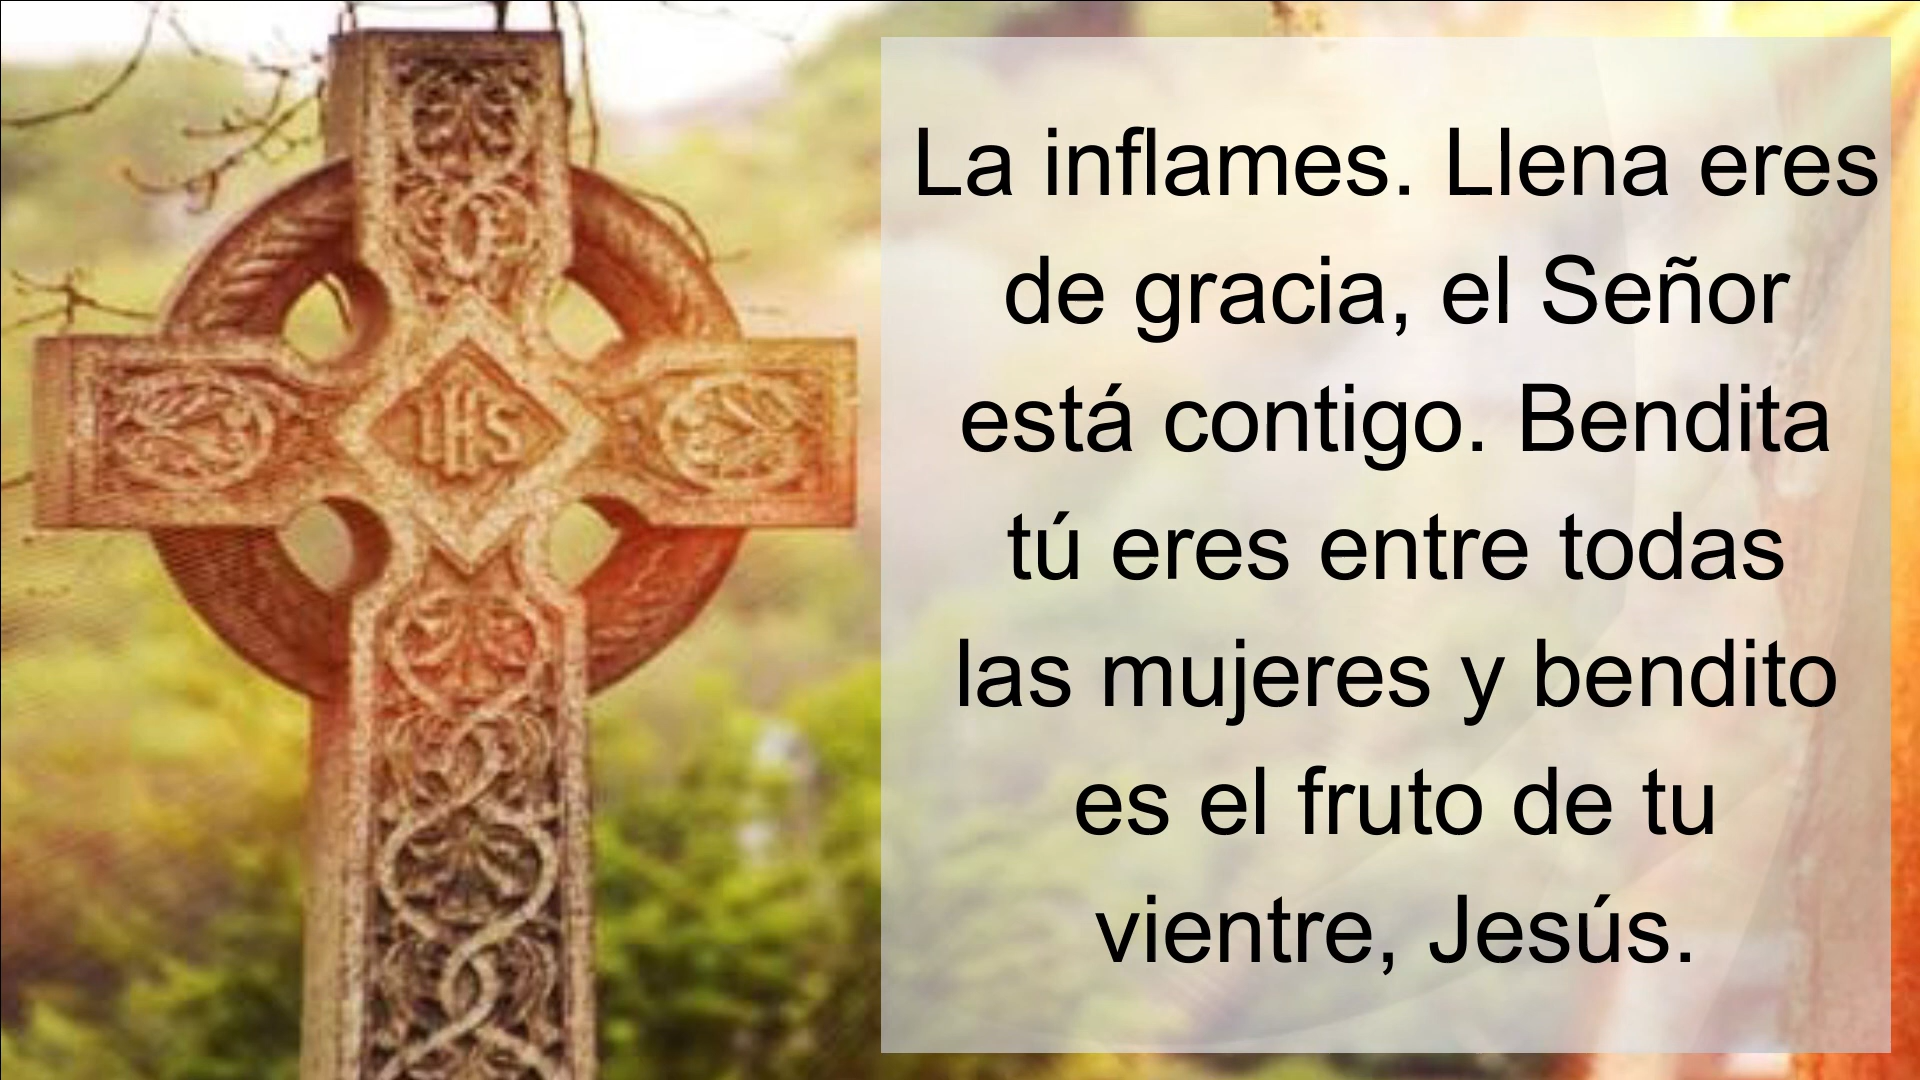 IHS
La inflames. Llena eres
de gracia, el Señor
está contigo. Bendita
tú eres entre todas
las mujeres y bendito
es el fruto de tu
vientre, Jesús.